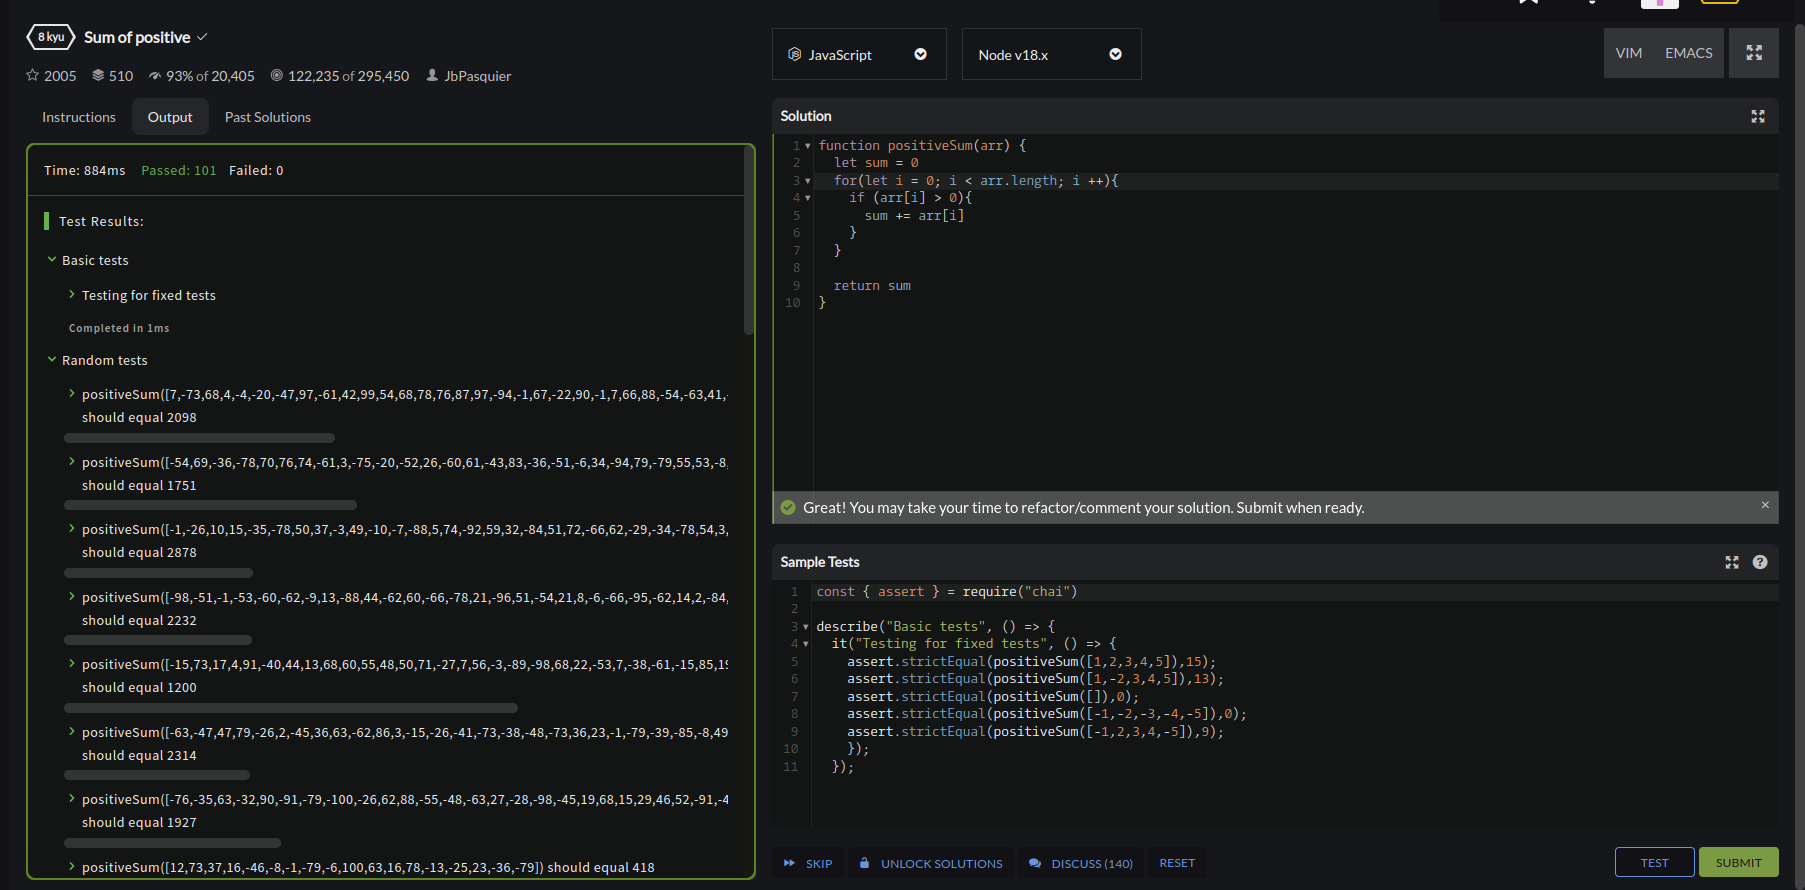 8 kyu Sum of positive
2005 510 93% of 20,405 122,235 of 295,450 JbPasquier
Instructions Output Past Solutions
Time: 884ms Passed: 101 Failed: 0
Test Results:
Basic tests
Testing for fixed tests
Completed in 1ms
Random tests
positiveSum([7,-73,68,4,-4,-20,-47,97,-61,42,99,54,68,78,76,87,97,-94,-1,67,-22,90,-1,7,66,88,-54,-63,41,-
should equal 2098
positiveSum([-54,69,-36,-78,70,76,74,-61,3,-75,-20,-52,26,-60,61,-43,83,-36,-51,-6,34,-94,79,-79,55,53,-8,
should equal 1751
positiveSum([-1,-26,10,15,-35,-78,50,37,-3,49,-10,-7,-88,5,74,-92,59,32,-84,51,72,-66,62,-29,-34,-78,54,3,
should equal 2878
positiveSum([-98,-51,-1,-53,-60,-62,-9,13,-88,44,-62,60,-66,-78,21,-96,51,-54,21,8,-6,-66,-95,-62,14,2,-84,
should equal 2232
positiveSum([-15,73,17,4,91,-40,44,13,68,60,55,48,50,71,-27,7,56,-3,-89,-98,68,22,-53,7,-38,-61,-15,85,19
should equal 1200
positiveSum([-63,-47,47,79,-26,2,-45,36,63,-62,86,3,-15,-26,-41,-73,-38,-48,-73,36,23,-1,-79,-39,-85,-8,49
should equal 2314
positiveSum([-76,-35,63,-32,90,-91,-79,-100,-26,62,88,-55,-48,-63,27,-28,-98,-45,19,68,15,29,46,52,-91,-4
should equal 1927
positiveSum([12,73,37,16,-46,-8,-1,-79,-6,100,63,16,78,-13,-25,23,-36,-79]) should equal 418
JavaScript Node v18.x VIM EMACS
Solution
1 function positiveSum(arr) {
2 let sum = 0
3 for(let i = 0; i < arr.length; i ++){
4 if (arr[i] > 0){
5 sum += arr[i]
6 }
7 }
8
9 return sum
10 }
Great! You may take your time to refactor/comment your solution. Submit when ready. ×
Sample Tests
1 const { assert } = require("chai")
2
3 describe("Basic tests", () => {
4 it("Testing for fixed tests", () => {
5 assert.strictEqual(positiveSum([1,2,3,4,5]),15);
6 assert.strictEqual(positiveSum([1,-2,3,4,5]),13);
7 assert.strictEqual(positiveSum([]),0);
8 assert.strictEqual(positiveSum([-1,-2,-3,-4,-5]),0);
9 assert.strictEqual(positiveSum([-1,2,3,4,-5]),9);
10 });
11 });
SKIP UNLOCK SOLUTIONS DISCUSS (140) RESET TEST SUBMIT